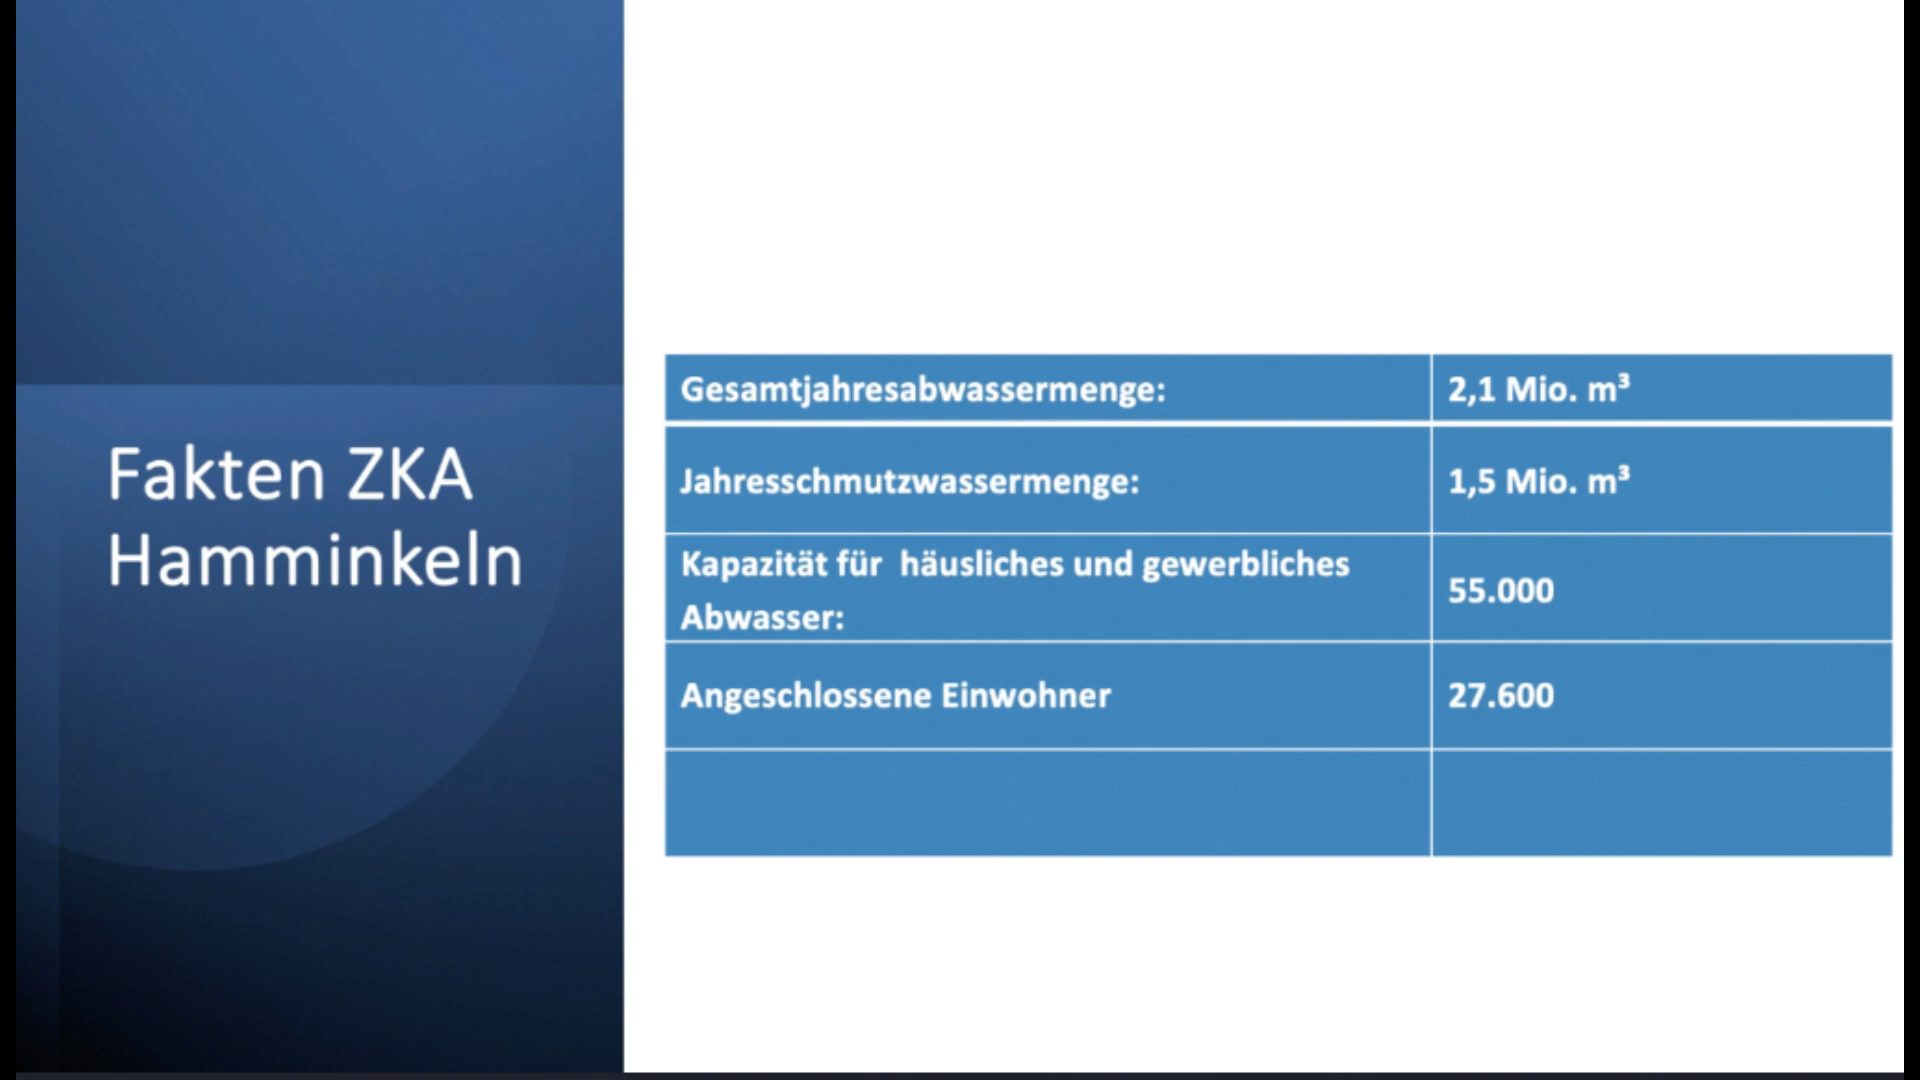 Fakten ZKA
Hamminkeln
Gesamtjahresabwassermenge: 2,1 Mio. m³
Jahresschmutzwassermenge: 1,5 Mio. m³
Kapazität für  häusliches und gewerbliches
Abwasser: 55.000
Angeschlossene Einwohner 27.600